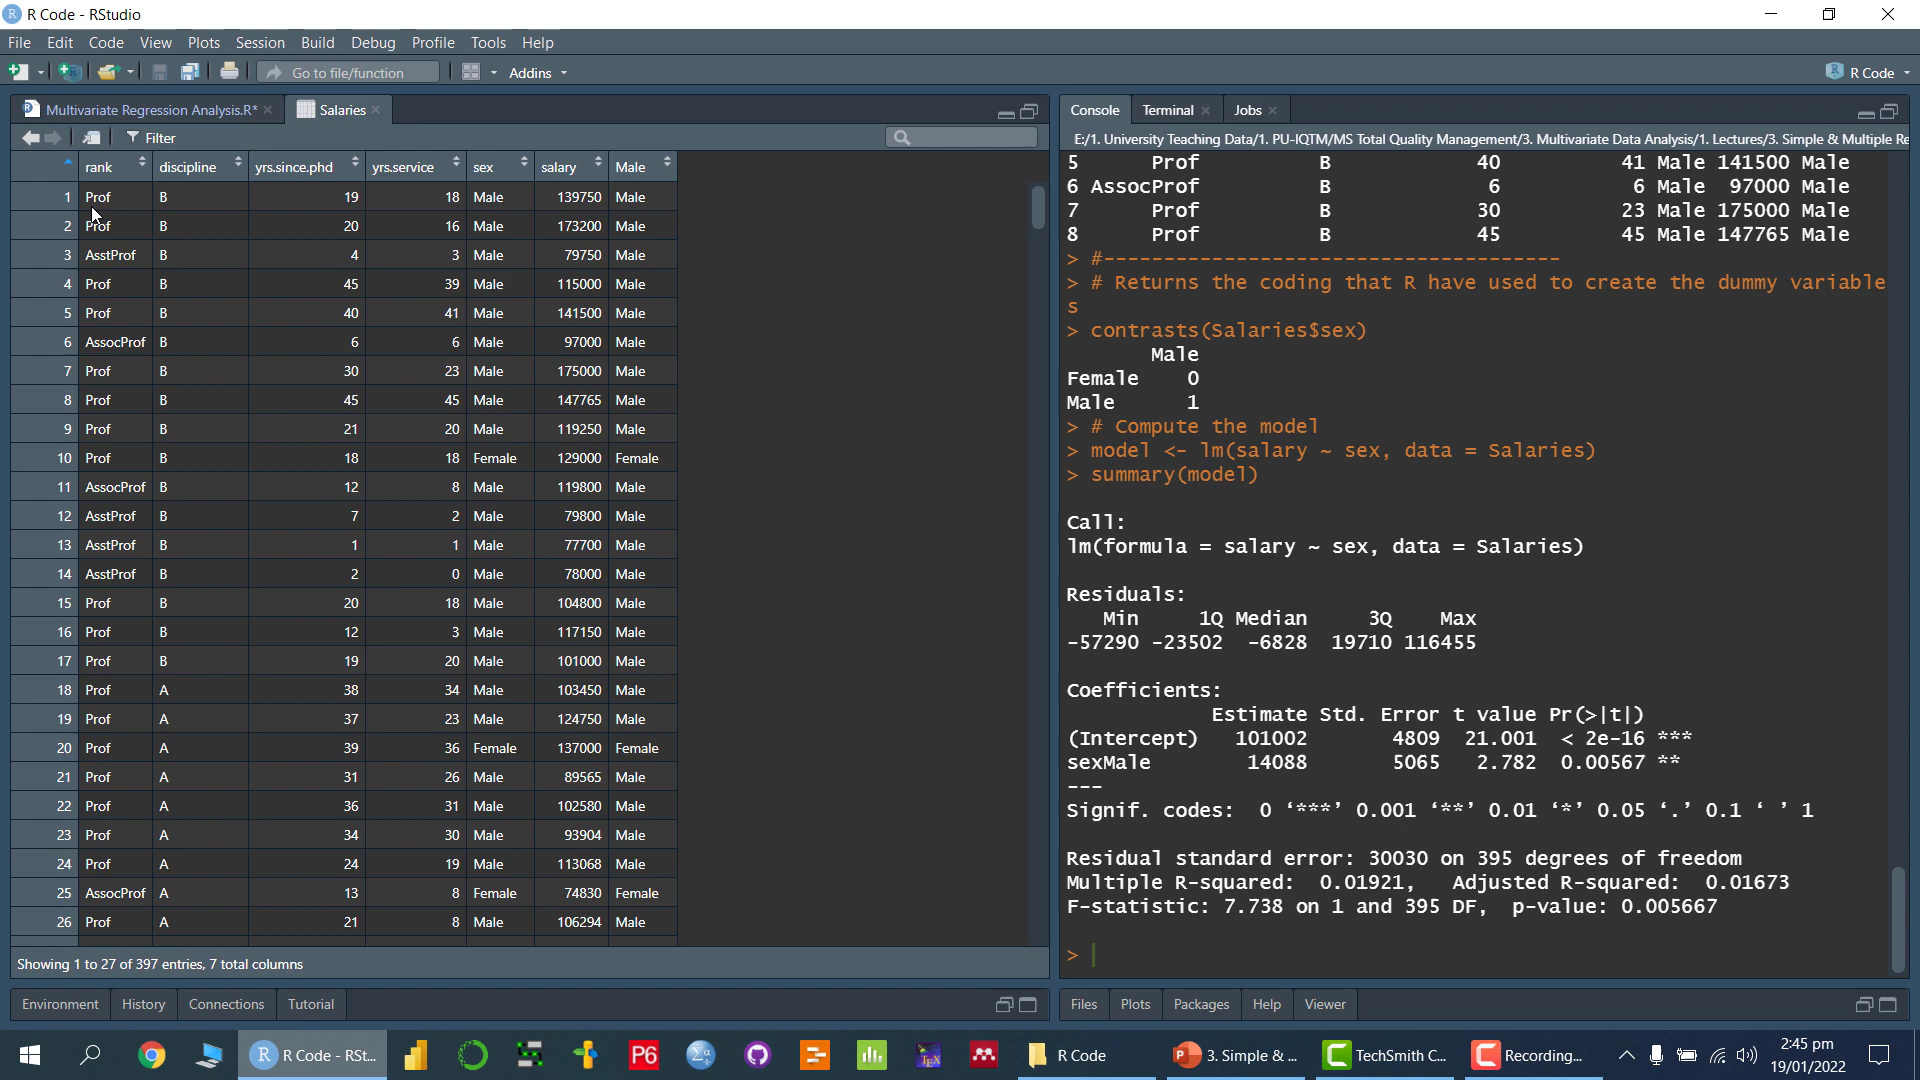 R Code - RStudio
File Edit Code View Plots Session Build Debug Profile Tools Help
Go to file/function Addins R Code
Multivariate Regression Analysis.R* Salaries
Filter
rank discipline yrs.since.phd yrs.service sex salary Male
1 Prof B 19 18 Male 139750 Male
2 Prof B 20 16 Male 173200 Male
3 AsstProf B 4 3 Male 79750 Male
4 Prof B 45 39 Male 115000 Male
5 Prof B 40 41 Male 141500 Male
6 AssocProf B 6 6 Male 97000 Male
7 Prof B 30 23 Male 175000 Male
8 Prof B 45 45 Male 147765 Male
9 Prof B 21 20 Male 119250 Male
10 Prof B 18 18 Female 129000 Female
11 AssocProf B 12 8 Male 119800 Male
12 AsstProf B 7 2 Male 79800 Male
13 AsstProf B 1 1 Male 77700 Male
14 AsstProf B 2 0 Male 78000 Male
15 Prof B 20 18 Male 104800 Male
16 Prof B 12 3 Male 117150 Male
17 Prof B 19 20 Male 101000 Male
18 Prof A 38 34 Male 103450 Male
19 Prof A 37 23 Male 124750 Male
20 Prof A 39 36 Female 137000 Female
21 Prof A 31 26 Male 89565 Male
22 Prof A 36 31 Male 102580 Male
23 Prof A 34 30 Male 93904 Male
24 Prof A 24 19 Male 113068 Male
25 AssocProf A 13 8 Female 74830 Female
26 Prof A 21 8 Male 106294 Male
Showing 1 to 27 of 397 entries, 7 total columns
Environment History Connections Tutorial
Console Terminal Jobs
E:/1. University Teaching Data/1. PU-IQTM/MS Total Quality Management/3. Multivariate Data Analysis/1. Lectures/3. Simple & Multiple Re
5 Prof B 40 41 Male 141500 Male
6 AssocProf B 6 6 Male 97000 Male
7 Prof B 30 23 Male 175000 Male
8 Prof B 45 45 Male 147765 Male
> #--------------------------------------
> # Returns the coding that R have used to create the dummy variable
s
> contrasts(Salaries$sex)
Male
Female 0
Male 1
> # Compute the model
> model <- lm(salary ~ sex, data = Salaries)
> summary(model)
Call:
lm(formula = salary ~ sex, data = Salaries)
Residuals:
Min 1Q Median 3Q Max
-57290 -23502 -6828 19710 116455
Coefficients:
Estimate Std. Error t value Pr(>|t|)
(Intercept) 101002 4809 21.001 < 2e-16 ***
sexMale 14088 5065 2.782 0.00567 **
---
Signif. codes: 0 ‘***’ 0.001 ‘**’ 0.01 ‘*’ 0.05 ‘.’ 0.1 ‘ ’ 1
Residual standard error: 30030 on 395 degrees of freedom
Multiple R-squared: 0.01921, Adjusted R-squared: 0.01673
F-statistic: 7.738 on 1 and 395 DF, p-value: 0.005667
>
Files Plots Packages Help Viewer
R Code - RSt... P6 TEX R Code 3. Simple & ... TechSmith C... Recording... 2:45 pm
19/01/2022